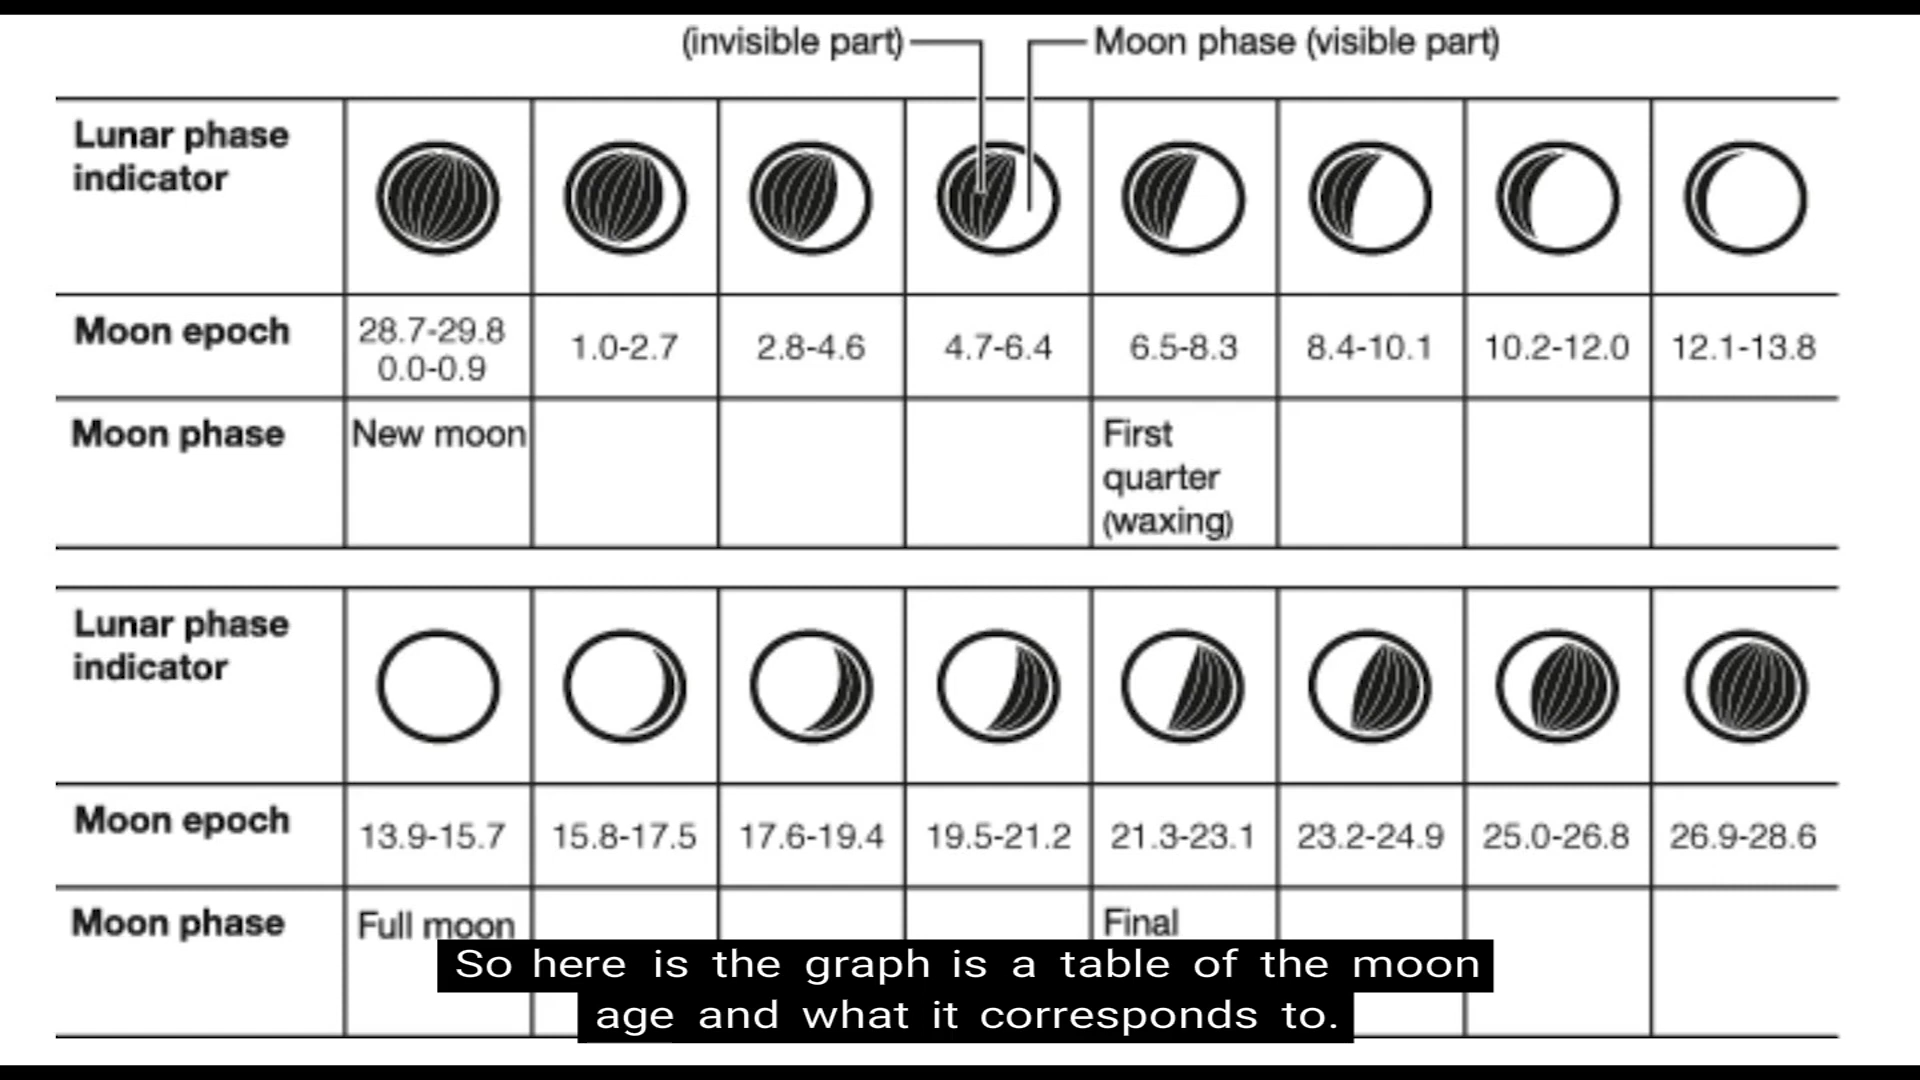 (invisible part) Moon phase (visible part)
Lunar phase
indicator
Moon epoch 28.7-29.8 1.0-2.7 2.8-4.6 4.7-6.4 6.5-8.3 8.4-10.1 10.2-12.0 12.1-13.8
0.0-0.9
Moon phase New moon First
quarter
(waxing)
Lunar phase
indicator
Moon epoch 13.9-15.7 15.8-17.5 17.6-19.4 19.5-21.2 21.3-23.1 23.2-24.9 25.0-26.8 26.9-28.6
Moon phase Full moon Final
So here is the graph is a table of the moon
age and what it corresponds to.